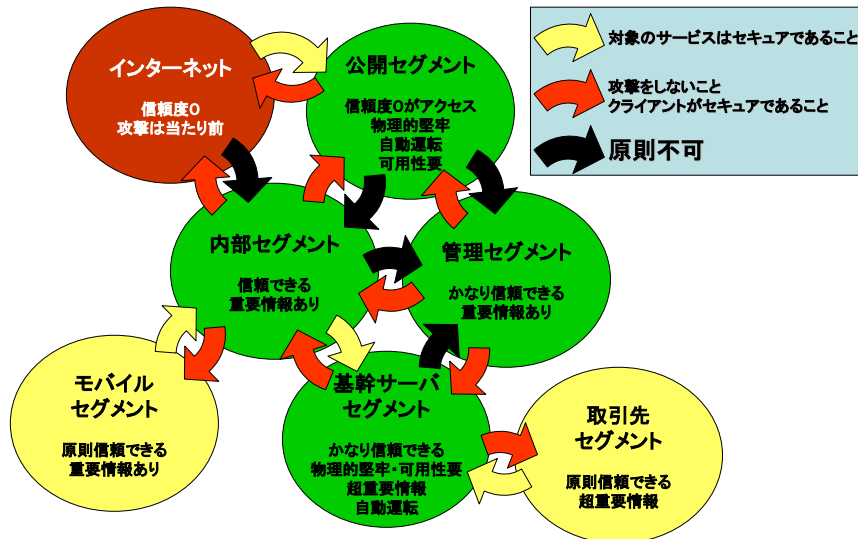 インターネット
信頼度0
攻撃は当たり前
公開セグメント
信頼度0がアクセス
物理的堅牢
自動運転
可用性要
対象のサービスはセキュアであること
攻撃をしないこと
クライアントがセキュアであること
原則不可
内部セグメント
信頼できる
重要情報あり
管理セグメント
かなり信頼できる
重要情報あり
モバイル
セグメント
原則信頼できる
重要情報あり
基幹サーバ
セグメント
かなり信頼できる
物理的堅牢・可用性要
超重要情報
自動運転
取引先
セグメント
原則信頼できる
超重要情報